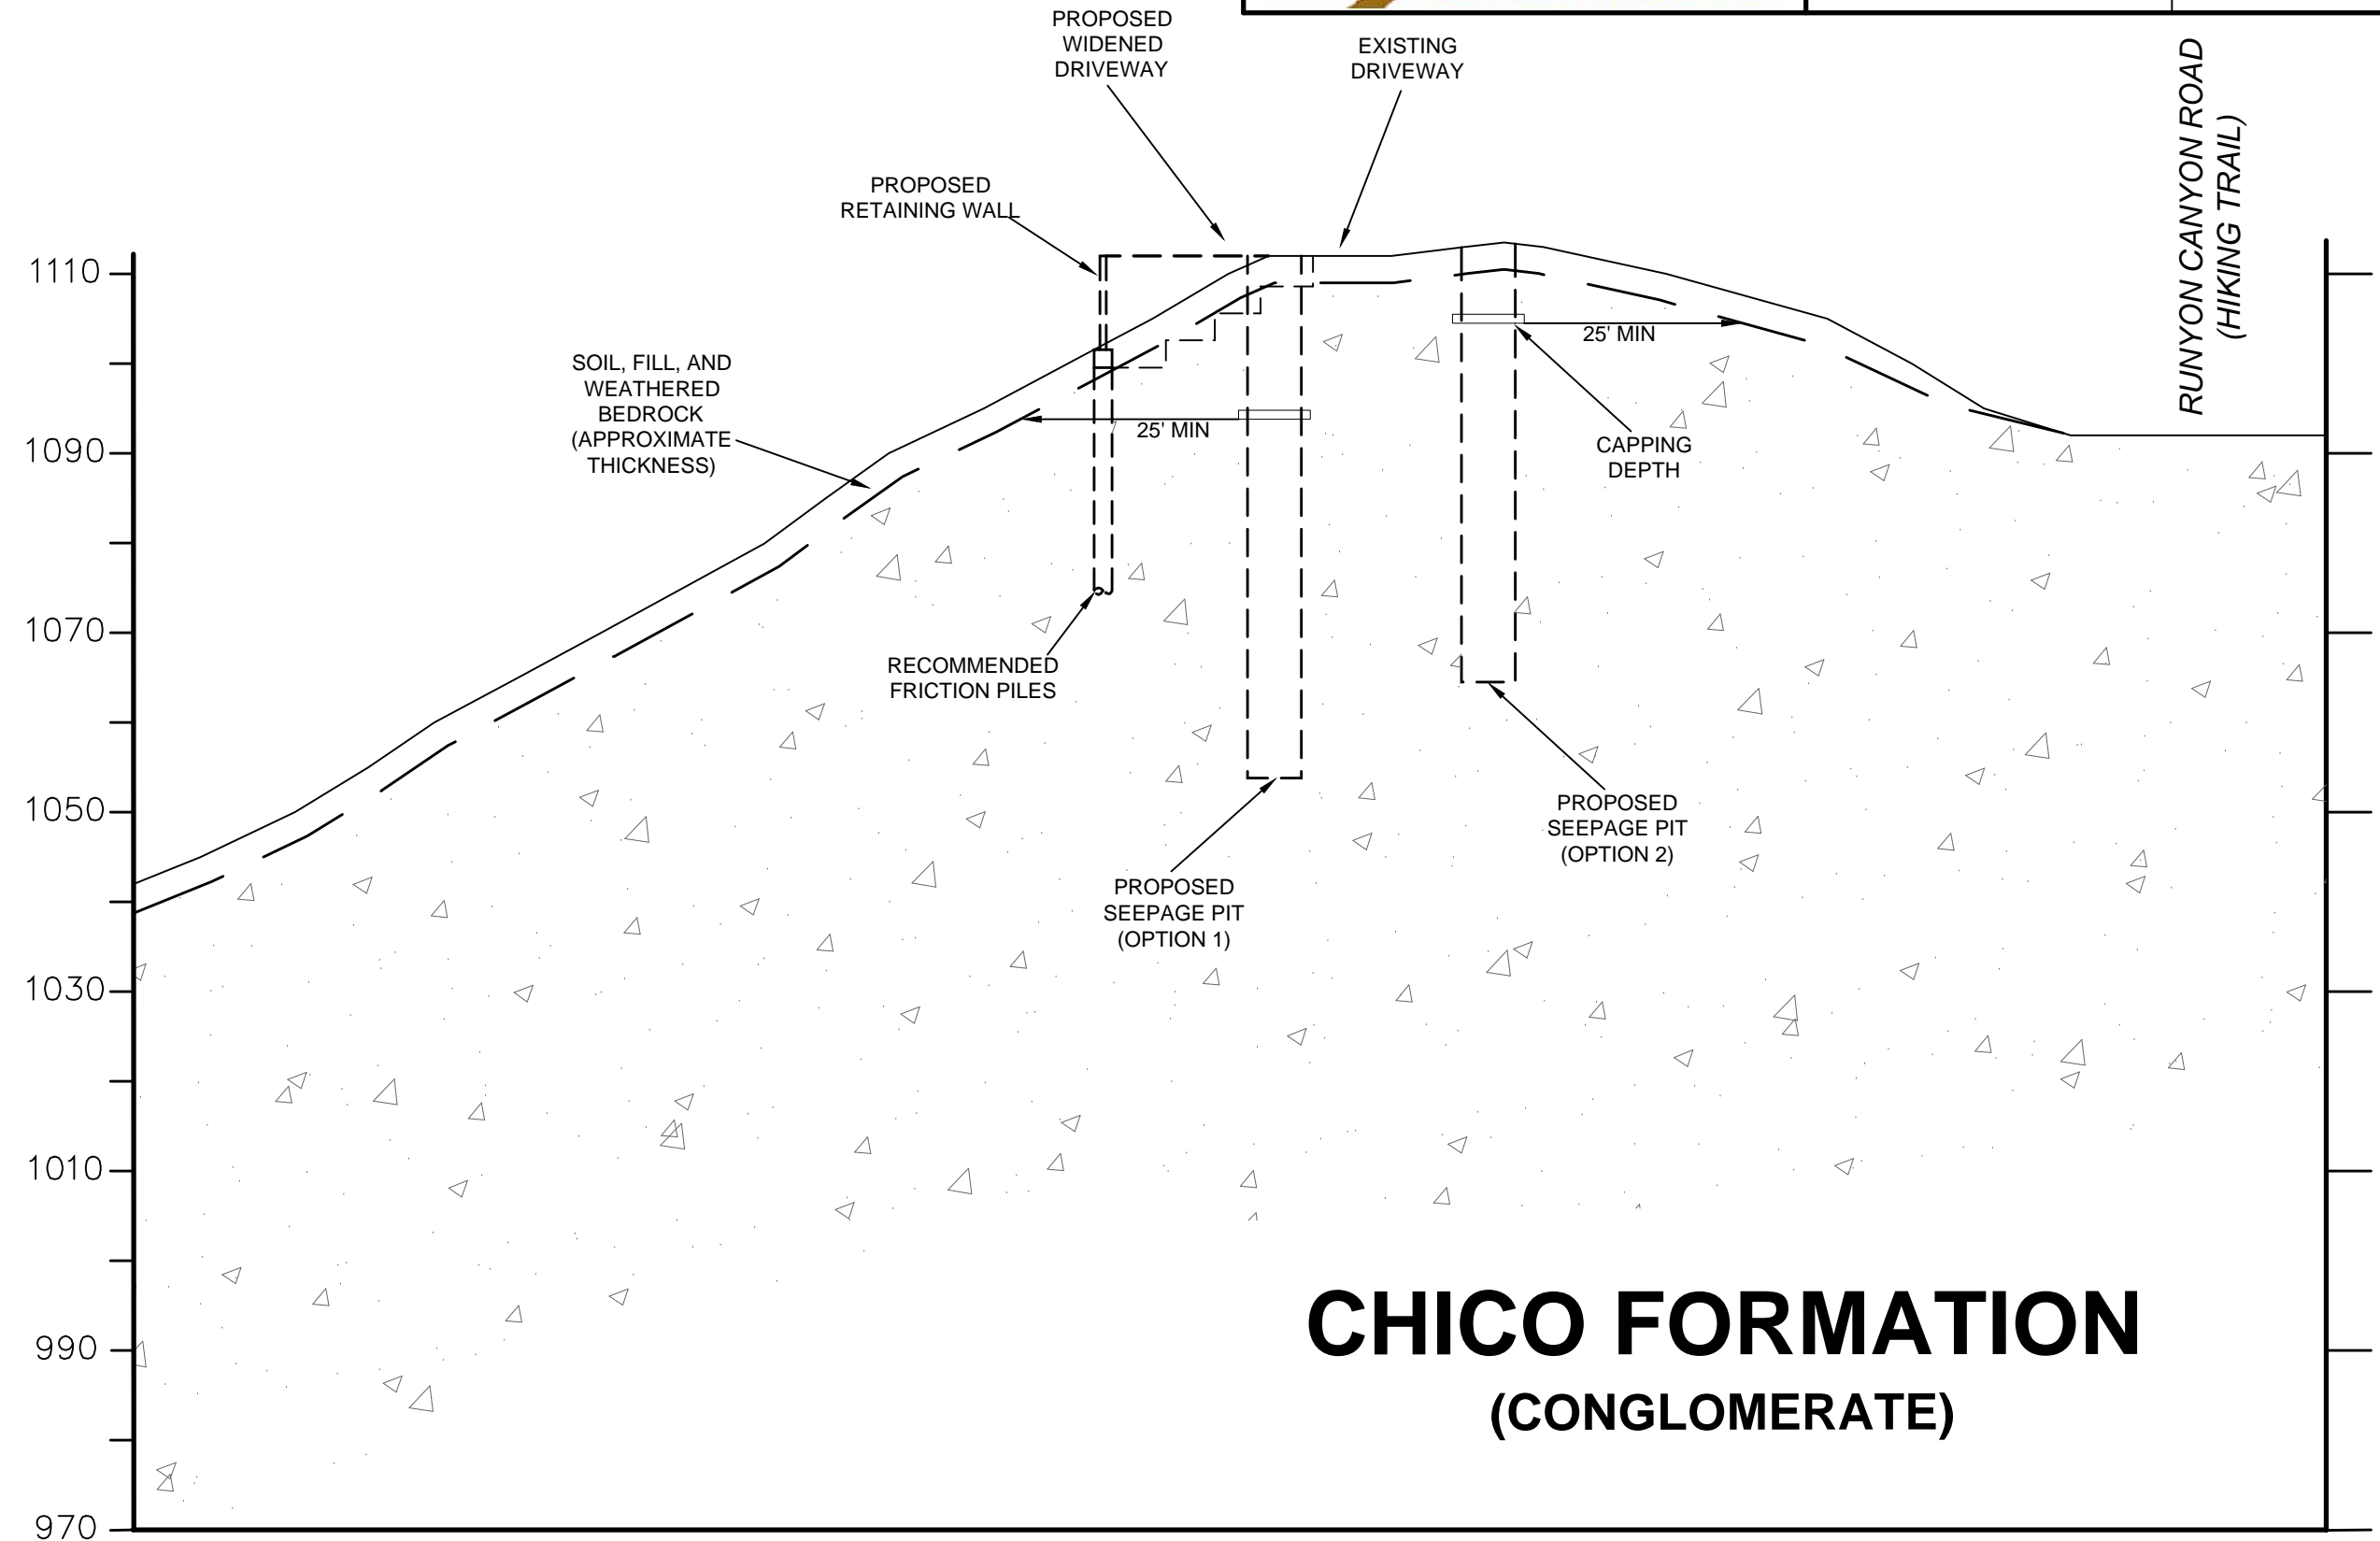 PROPOSED
WIDENED
DRIVEWAY
EXISTING
DRIVEWAY
RUNYON CANYON ROAD
(HIKING TRAIL)
PROPOSED
RETAINING WALL
SOIL, FILL, AND
WEATHERED
BEDROCK
(APPROXIMATE
THICKNESS)
25' MIN
25' MIN
CAPPING
DEPTH
RECOMMENDED
FRICTION PILES
PROPOSED
SEEPAGE PIT
(OPTION 2)
PROPOSED
SEEPAGE PIT
(OPTION 1)
1110
1090
1070
1050
1030
1010
990
970
CHICO FORMATION
(CONGLOMERATE)